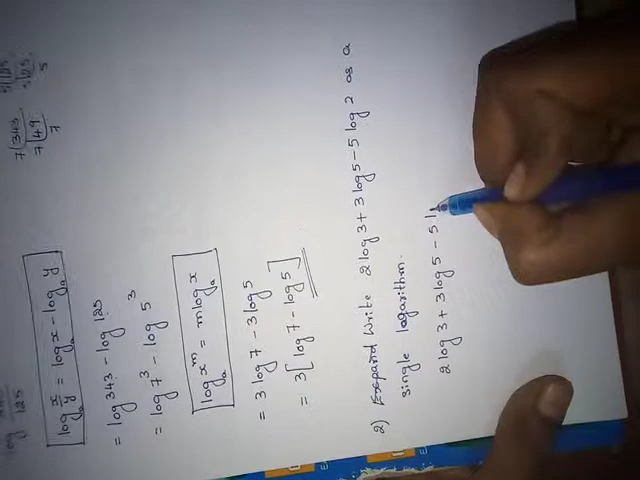 log 125
5|125
5|25
5
7|343
7|49
7
log_a x/y = log_a x - log_a y
= log 343 - log 125
= log 7^3 - log 5^3
log_a x^m = m log_a x
= 3 log 7 - 3 log 5
= 3[log 7 - log 5]
2) Write 2 log 3 + 3 log 5 - 5 log 2 as a
single logarithm.
2 log 3 + 3 log 5 - 5 l